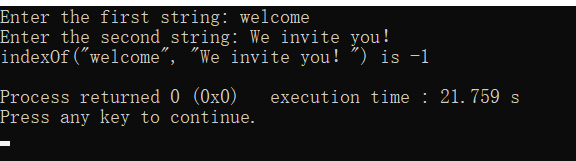 Enter the first string: welcome
Enter the second string: We invite you!
indexOf("welcome", "We invite you! ") is -1
Process returned 0 (0x0)   execution time : 21.759 s
Press any key to continue.